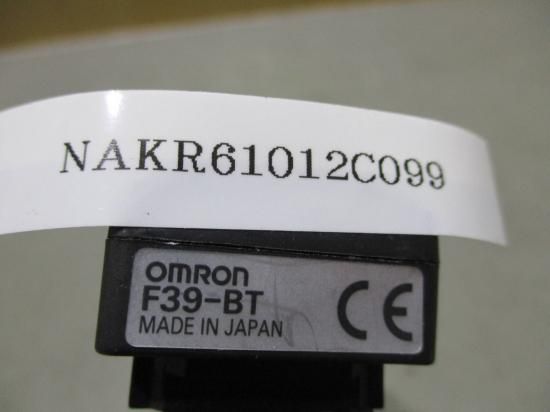 NAKR61012C099
OMRON
F39-BT
MADE IN JAPAN
CE